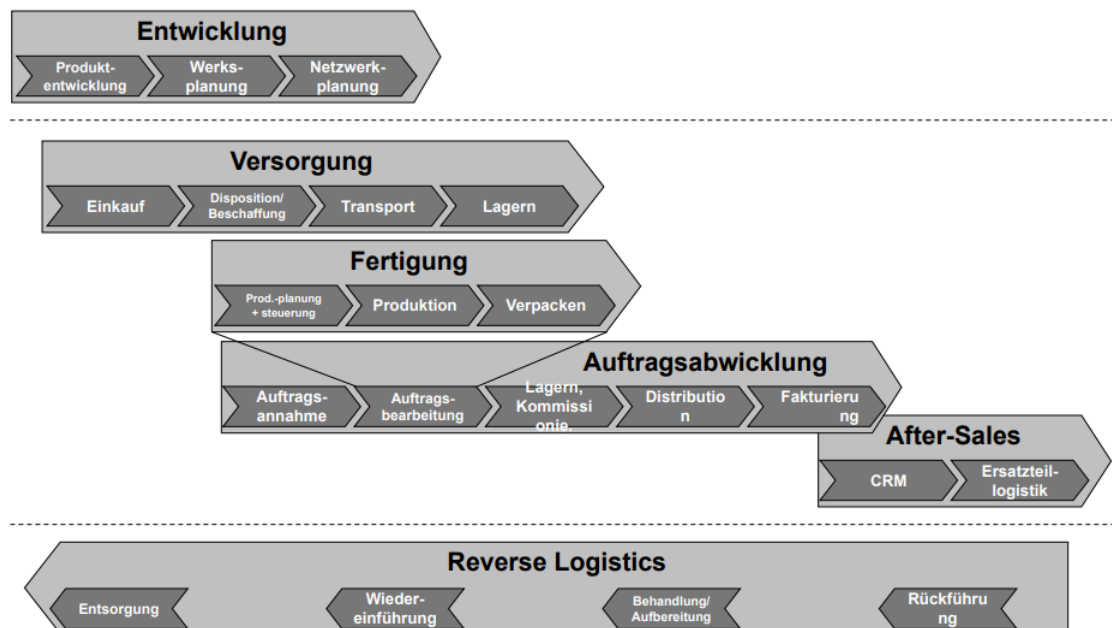 Entwicklung
Produkt-
entwicklung
Werks-
planung
Netzwerk-
planung
Versorgung
Einkauf
Disposition/
Beschaffung
Transport
Lagern
Fertigung
Prod.-planung
+ steuerung
Produktion
Verpacken
Auftragsabwicklung
Auftrags-
annahme
Auftrags-
bearbeitung
Lagern,
Kommissi
onie.
Distributio
n
Fakturieru
ng
After-Sales
CRM
Ersatzteil-
logistik
Reverse Logistics
Entsorgung
Wieder-
einführung
Behandlung/
Aufbereitung
Rückführu
ng